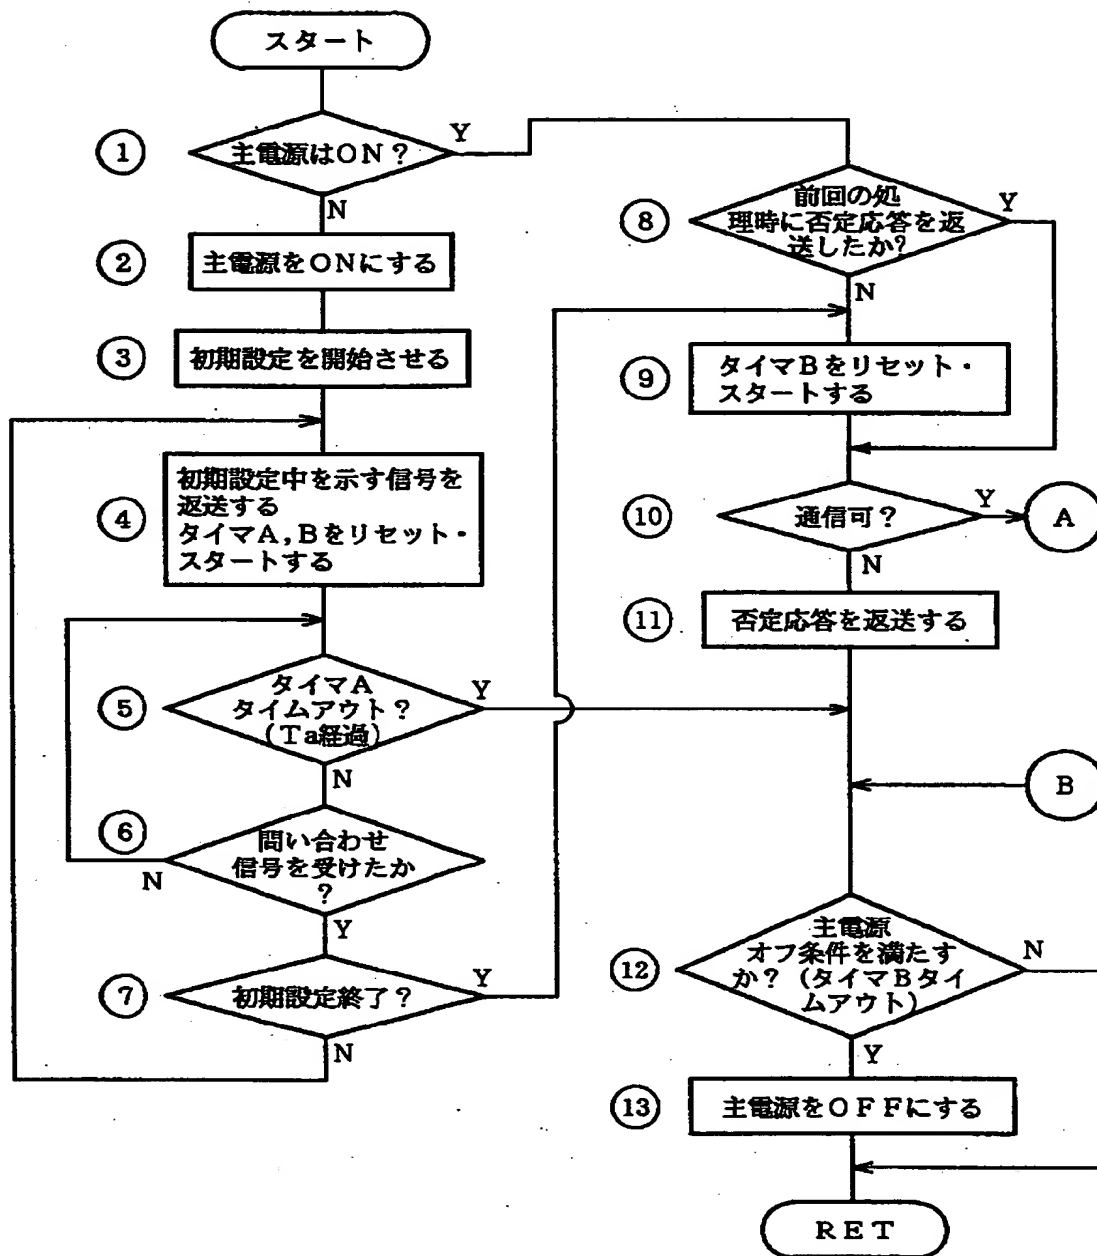 スタート
① 主電源はON？
Y
N
② 主電源をONにする
③ 初期設定を開始させる
④ 初期設定中を示す信号を
返送する
タイマA,Bをリセット・
スタートする
⑤ タイマA
タイムアウト？
(Ta経過)
Y
N
⑥ 問い合わせ
信号を受けたか
？
N
Y
⑦ 初期設定終了？
Y
N
⑧ 前回の処
理時に否定応答を返
送したか?
Y
N
⑨ タイマBをリセット・
スタートする
⑩ 通信可？
Y
A
N
⑪ 否定応答を返送する
B
⑫ 主電源
オフ条件を満たす
か？(タイマBタイ
ムアウト)
N
Y
⑬ 主電源をOFFにする
RET